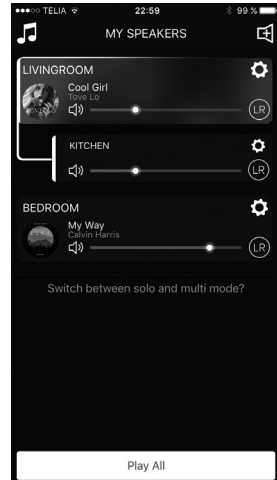 ●●●○○ TELIA 22:59 99 %
MY SPEAKERS
LIVINGROOM
Cool Girl
Tove Lo
LR
KITCHEN
LR
BEDROOM
My Way
Calvin Harris
LR
Switch between solo and multi mode?
Play All